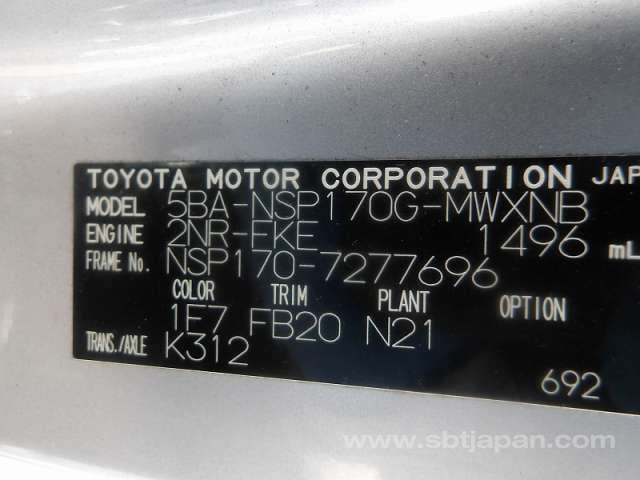 TOYOTA MOTOR CORPORATION JAP
MODEL 5BA-NSP170G-MWXNB
ENGINE 2NR-FKE 1496 mL
FRAME No. NSP170-7277696
COLOR TRIM PLANT OPTION
1F7 FB20 N21
TRANS./AXLE K312
692
www.sbtjapan.com